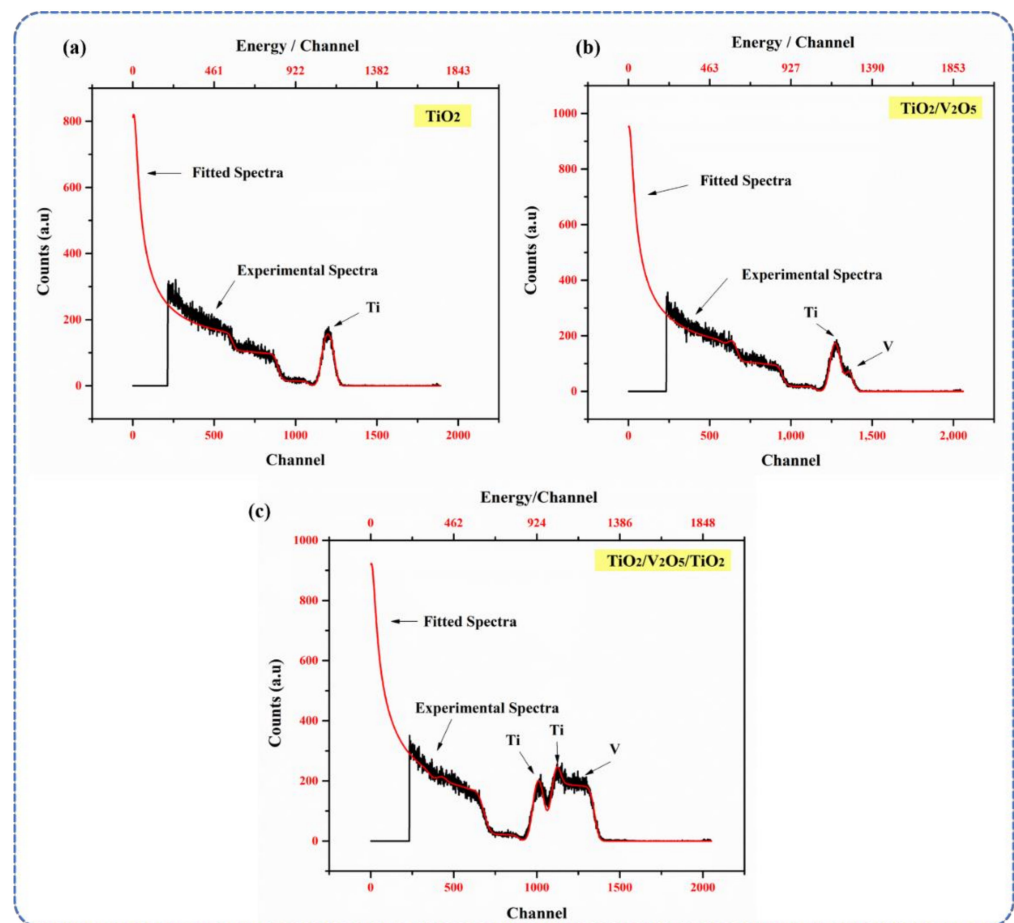 (a)
Energy / Channel
0 461 922 1382 1843
TiO2
800
600
400
200
0
Counts (a.u)
Fitted Spectra
Experimental Spectra
Ti
0 500 1000 1500 2000
Channel
(b)
Energy / Channel
0 463 927 1390 1853
TiO2/V2O5
1000
800
600
400
200
0
Counts (a.u)
Fitted Spectra
Experimental Spectra
Ti
V
0 500 1,000 1,500 2,000
Channel
(c)
Energy/Channel
0 462 924 1386 1848
TiO2/V2O5/TiO2
1000
800
600
400
200
0
Counts (a.u)
Fitted Spectra
Experimental Spectra
Ti
Ti
V
0 500 1000 1500 2000
Channel